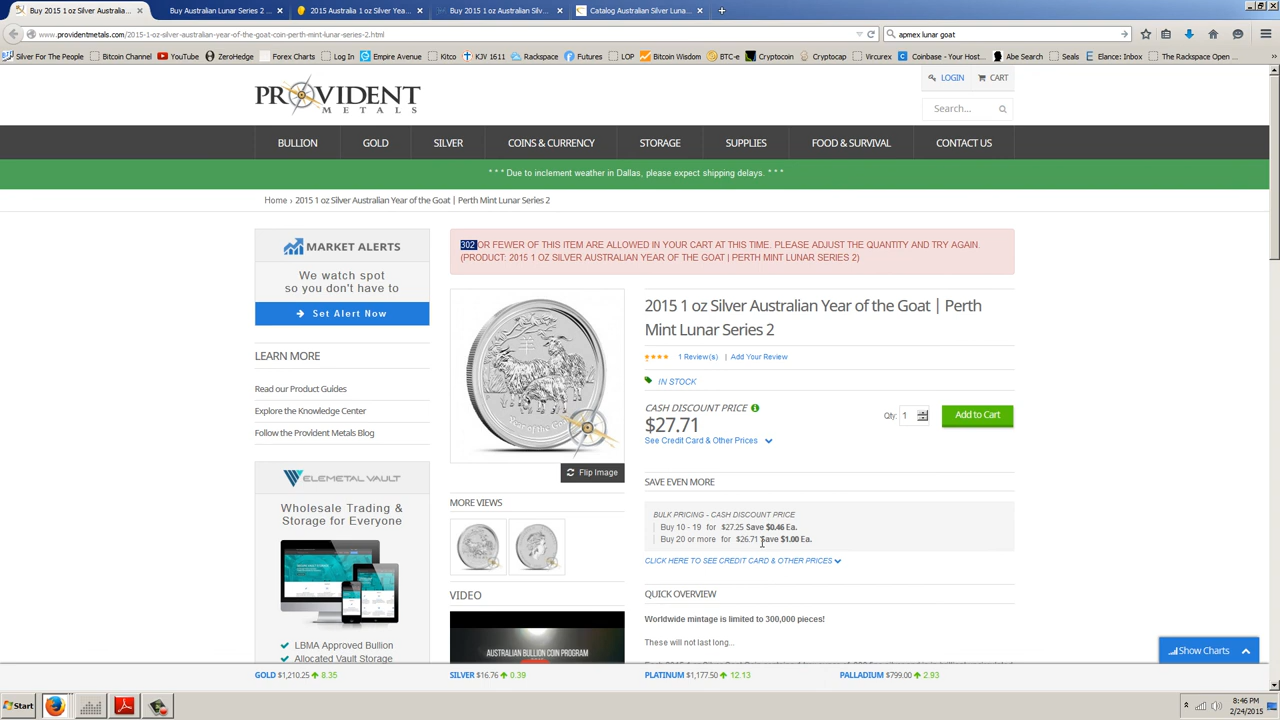 Buy 2015 1 oz Silver Australia... ×
Buy Australian Lunar Series 2 ... ×
2015 Australia 1 oz Silver Yea... ×
Buy 2015 1oz Australian Silv... ×
Catalog Australian Silver Luna... ×
www.providentmetals.com/2015-1-oz-silver-australian-year-of-the-goat-coin-perth-mint-lunar-series-2.html
apmex lunar goat
Silver For The People
Bitcoin Channel
YouTube
ZeroHedge
Forex Charts
Log In
Empire Avenue
Kitco
KJV 1611
Rackspace
Futures
LOP
Bitcoin Wisdom
BTC-e
Cryptocoin
Cryptocap
Vircurex
Coinbase - Your Host...
Abe Search
Seals
Elance: Inbox
The Rackspace Open ...
PROVIDENT
METALS
LOGIN
CART
Search...
BULLION
GOLD
SILVER
COINS & CURRENCY
STORAGE
SUPPLIES
FOOD & SURVIVAL
CONTACT US
* * * Due to inclement weather in Dallas, please expect shipping delays. * * *
Home › 2015 1 oz Silver Australian Year of the Goat | Perth Mint Lunar Series 2
MARKET ALERTS
We watch spot
so you don't have to
Set Alert Now
LEARN MORE
Read our Product Guides
Explore the Knowledge Center
Follow the Provident Metals Blog
ELEMETAL VAULT
Wholesale Trading &
Storage for Everyone
LBMA Approved Bullion
Allocated Vault Storage
302 OR FEWER OF THIS ITEM ARE ALLOWED IN YOUR CART AT THIS TIME. PLEASE ADJUST THE QUANTITY AND TRY AGAIN.
(PRODUCT: 2015 1 OZ SILVER AUSTRALIAN YEAR OF THE GOAT | PERTH MINT LUNAR SERIES 2)
Year of the Goat
Flip Image
MORE VIEWS
VIDEO
AUSTRALIAN BULLION COIN PROGRAM
2015 1 oz Silver Australian Year of the Goat | Perth
Mint Lunar Series 2
1 Review(s) | Add Your Review
IN STOCK
CASH DISCOUNT PRICE
$27.71
See Credit Card & Other Prices
Qty: 1
Add to Cart
SAVE EVEN MORE
BULK PRICING - CASH DISCOUNT PRICE
Buy 10 - 19 for $27.25 Save $0.46 Ea.
Buy 20 or more for $26.71 Save $1.00 Ea.
CLICK HERE TO SEE CREDIT CARD & OTHER PRICES
QUICK OVERVIEW
Worldwide mintage is limited to 300,000 pieces!
These will not last long...
Show Charts
GOLD $1,210.25 8.35
SILVER $16.76 0.39
PLATINUM $1,177.50 12.13
PALLADIUM $799.00 2.93
Start
8:46 PM
2/24/2015